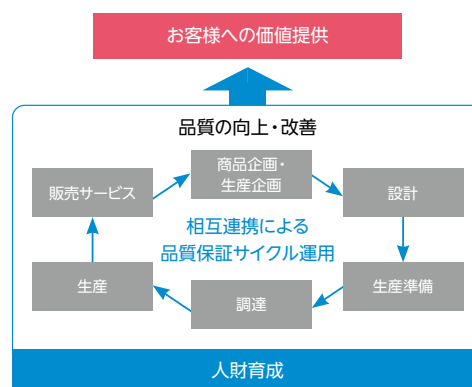 お客様への価値提供
品質の向上・改善
商品企画・
生産企画
販売サービス
設計
相互連携による
品質保証サイクル運用
生産
生産準備
調達
人財育成